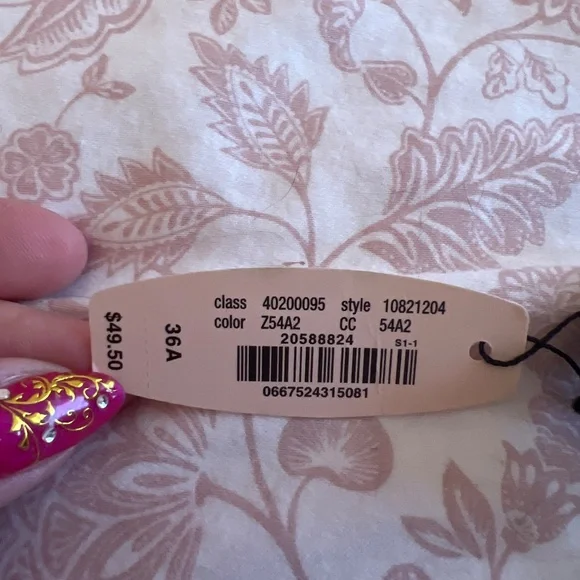 class 40200095 style 10821204
color Z54A2 CC 54A2
20588824 S1-1
0667524315081
36A
$49.50